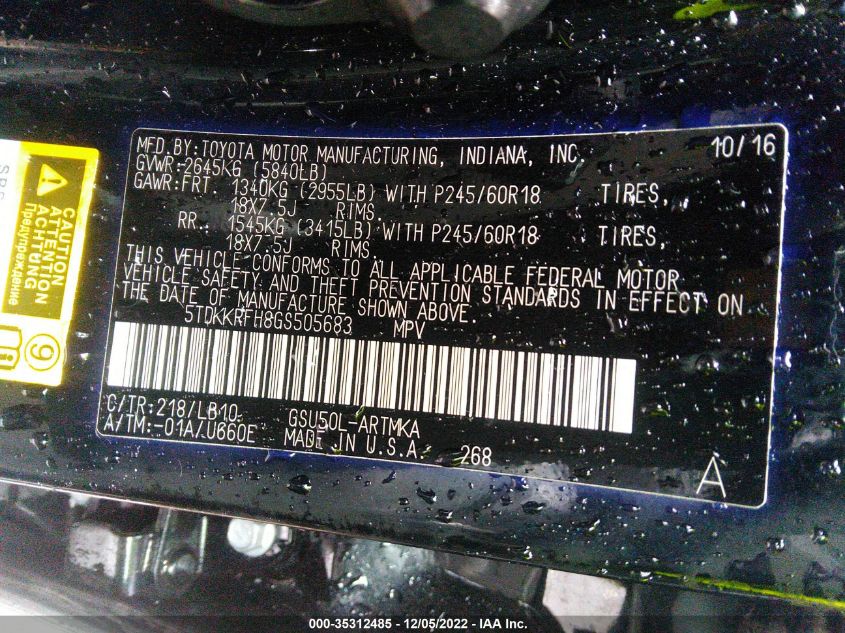 MFD.BY:TOYOTA MOTOR MANUFACTURING, INDIANA, INC. 10/16
GVWR:2645KG (5840LB)
GAWR:FRT. 1340KG (2955LB) WITH P245/60R18 TIRES,
18X7.5J RIMS.
RR. 1545KG (3415LB) WITH P245/60R18 TIRES,
18X7.5J RIMS.
THIS VEHICLE CONFORMS TO ALL APPLICABLE FEDERAL MOTOR
VEHICLE SAFETY AND THEFT PREVENTION STANDARDS IN EFFECT ON
THE DATE OF MANUFACTURE SHOWN ABOVE.
5TDKKRFH8GS505683 MPV
C/TR:218/LB10 GSU50L-ARTMKA
A/TM:-01A/U660E MADE IN U.S.A. 268
A
CAUTION
ATTENTION
ACHTUNG
Предупреждение
9
SRS
000-35312485 - 12/05/2022 - IAA Inc.